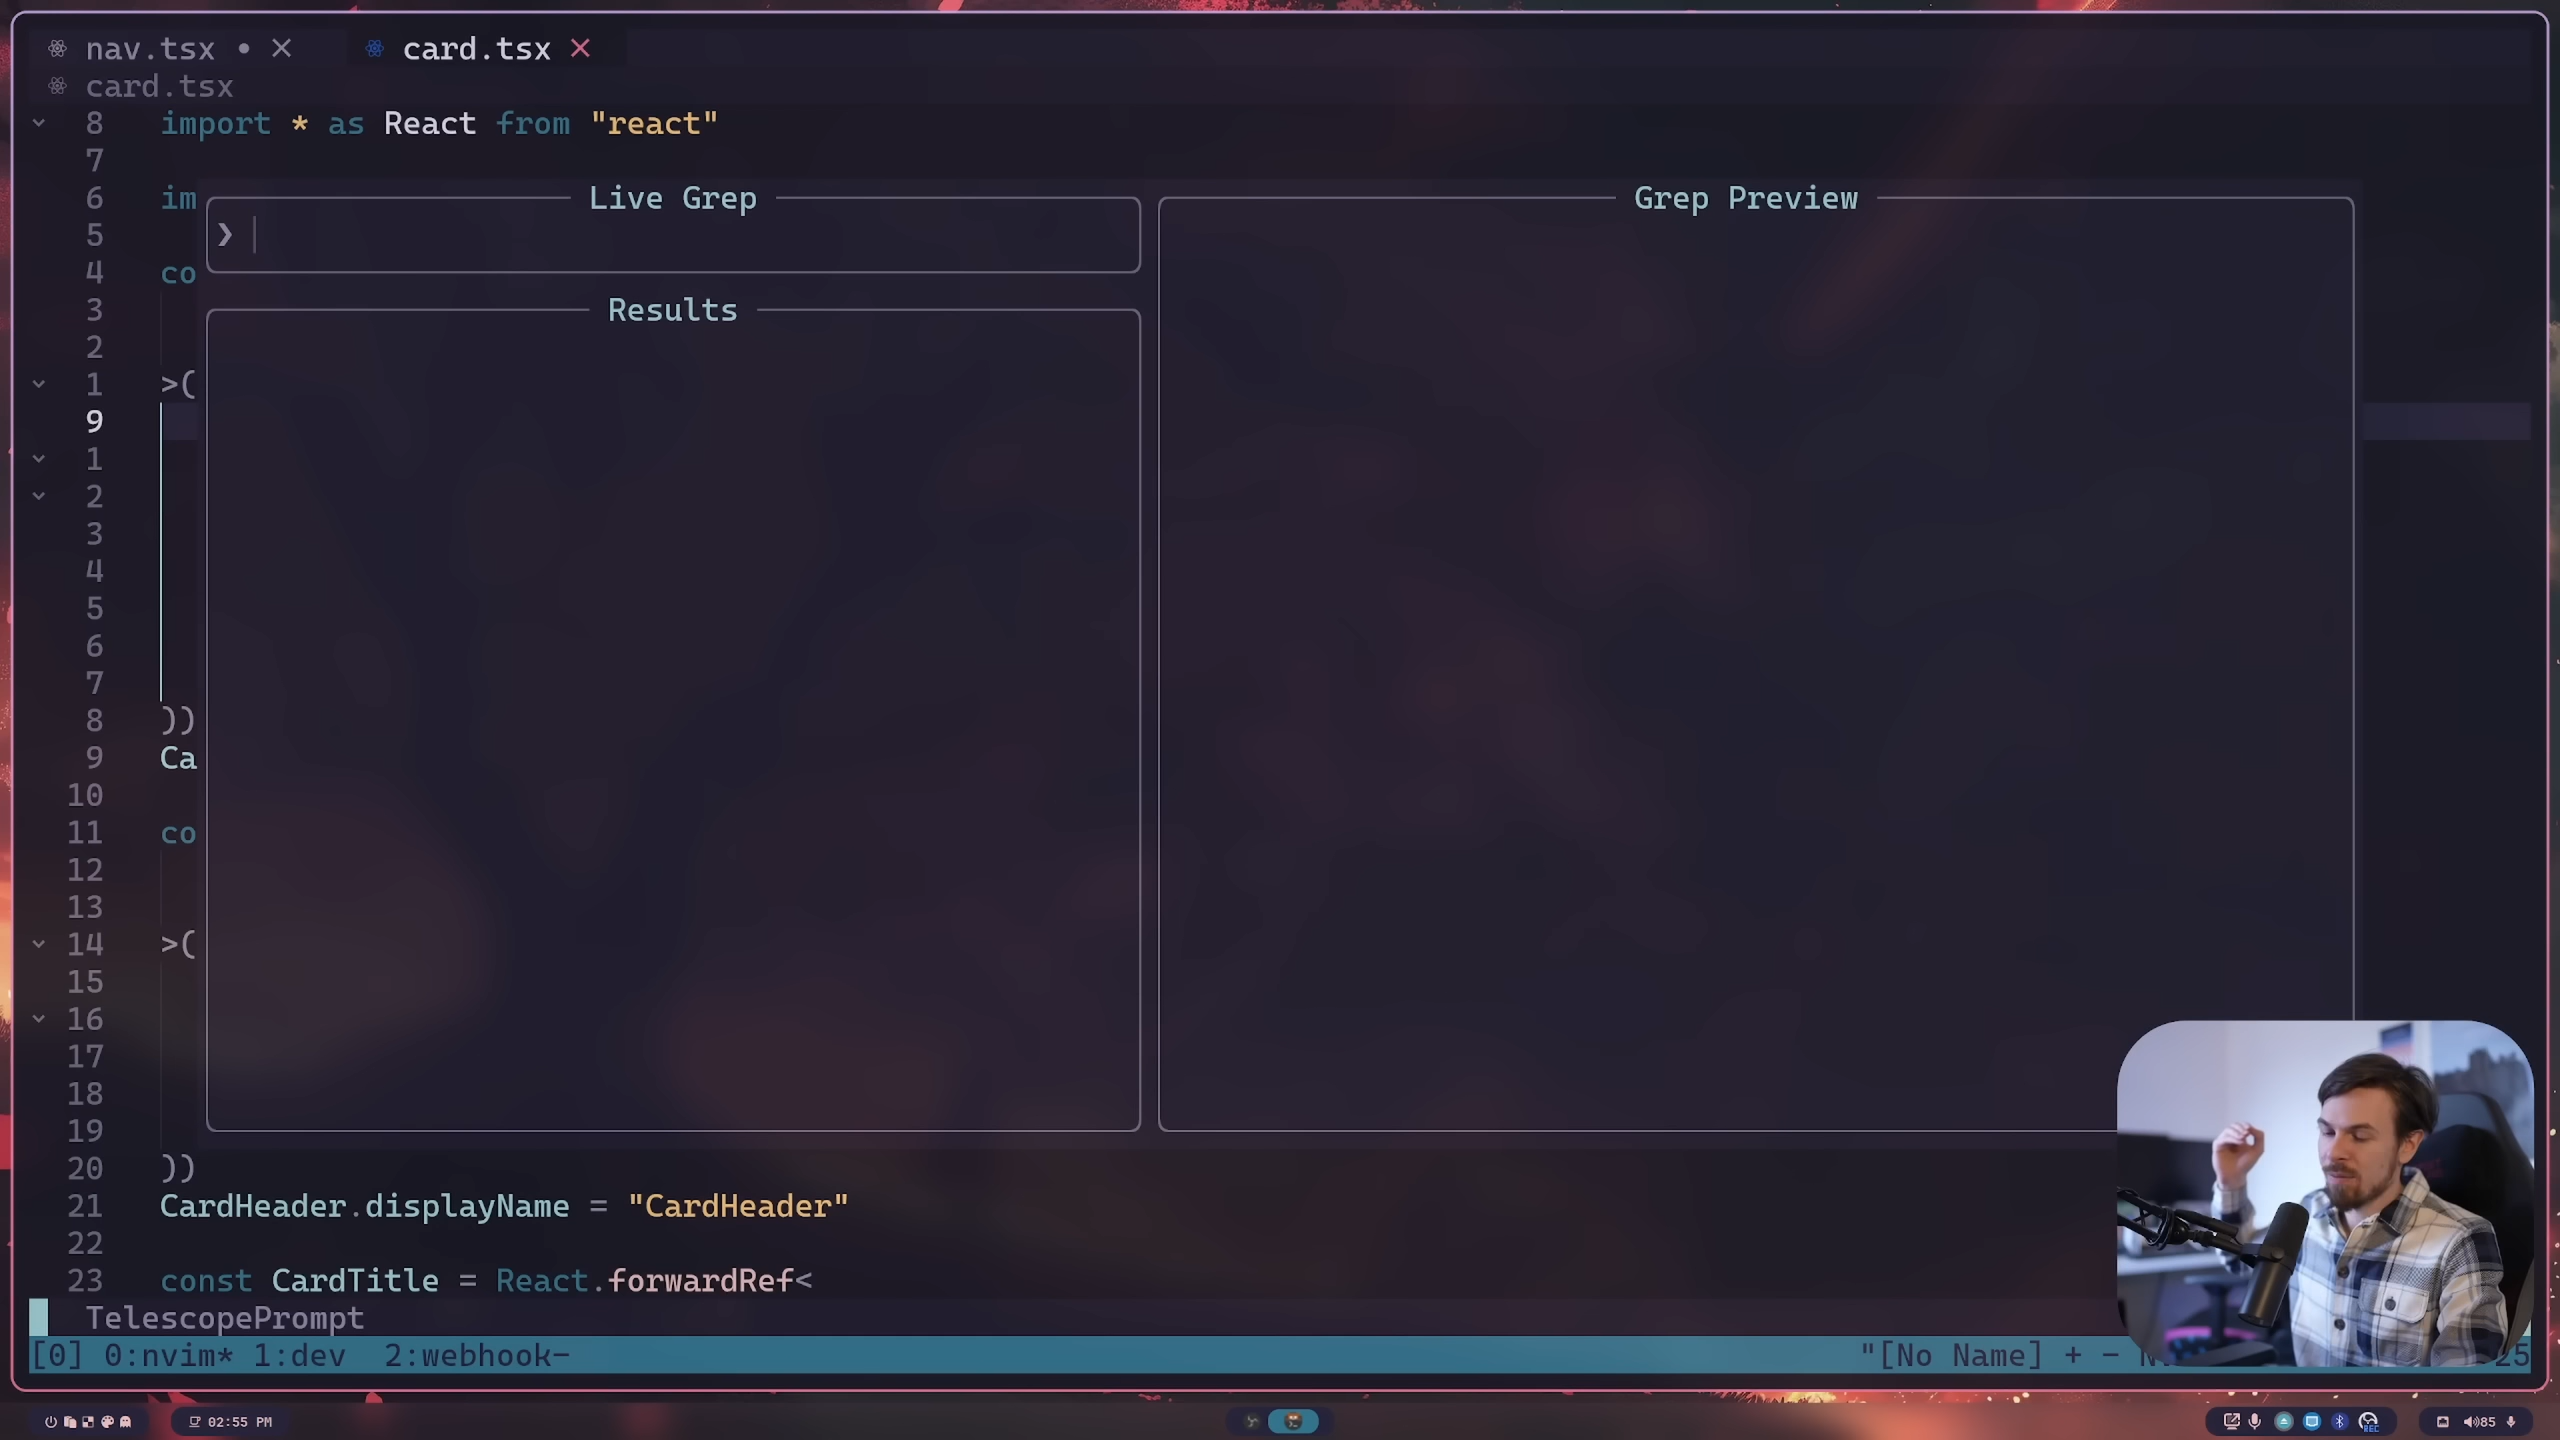 nav.tsx • ✕ card.tsx ✕
card.tsx
8 import * as React from "react"
7
6 im
5
4 co
3
2
1 >(
9
1
2
3
4
5
6
7
8 ))
9 Ca
10
11 co
12
13
14 >(
15
16
17
18
19
20 ))
21 CardHeader.displayName = "CardHeader"
22
23 const CardTitle = React.forwardRef<
Live Grep
❯
Results
Grep Preview
TelescopePrompt
[0] 0:nvim* 1:dev 2:webhook- "[No Name] + - 25
02:55 PM
REC
85